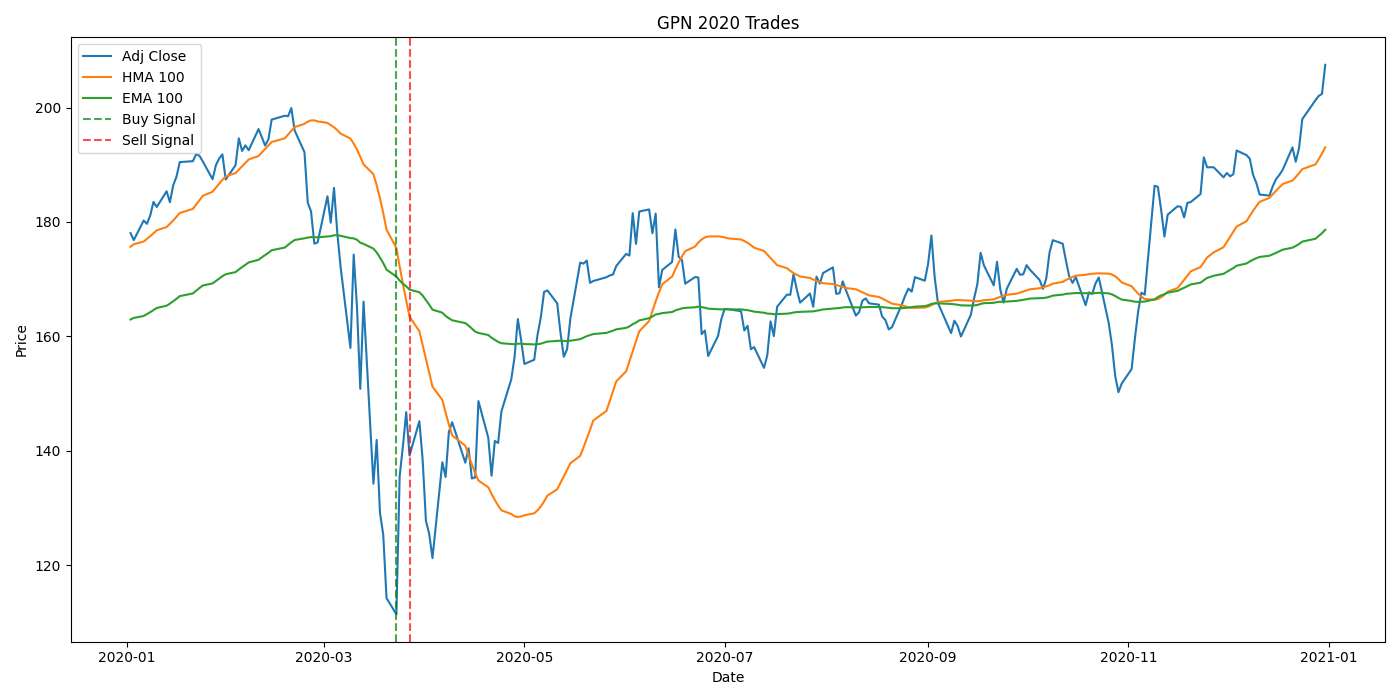 GPN 2020 Trades
Adj Close
HMA 100
EMA 100
Buy Signal
Sell Signal
Price
200
180
160
140
120
2020-01 2020-03 2020-05 2020-07 2020-09 2020-11 2021-01
Date